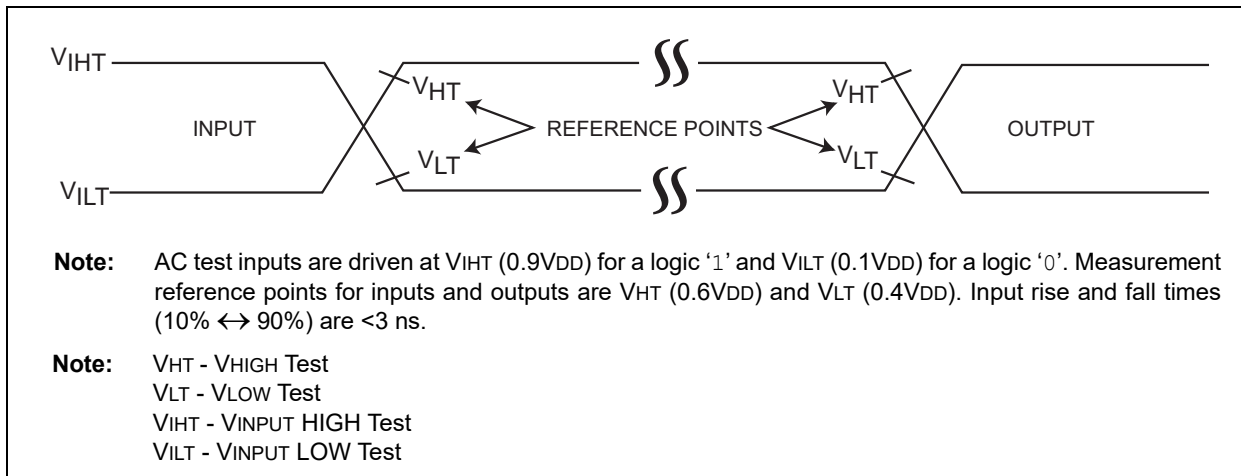 VIHT
VHT
VHT
INPUT
REFERENCE POINTS
OUTPUT
VLT
VLT
VILT
Note: AC test inputs are driven at VIHT (0.9VDD) for a logic ‘1’ and VILT (0.1VDD) for a logic ‘0’. Measurement
reference points for inputs and outputs are VHT (0.6VDD) and VLT (0.4VDD). Input rise and fall times
(10% ↔ 90%) are <3 ns.
Note: VHT - VHIGH Test
VLT - VLOW Test
VIHT - VINPUT HIGH Test
VILT - VINPUT LOW Test